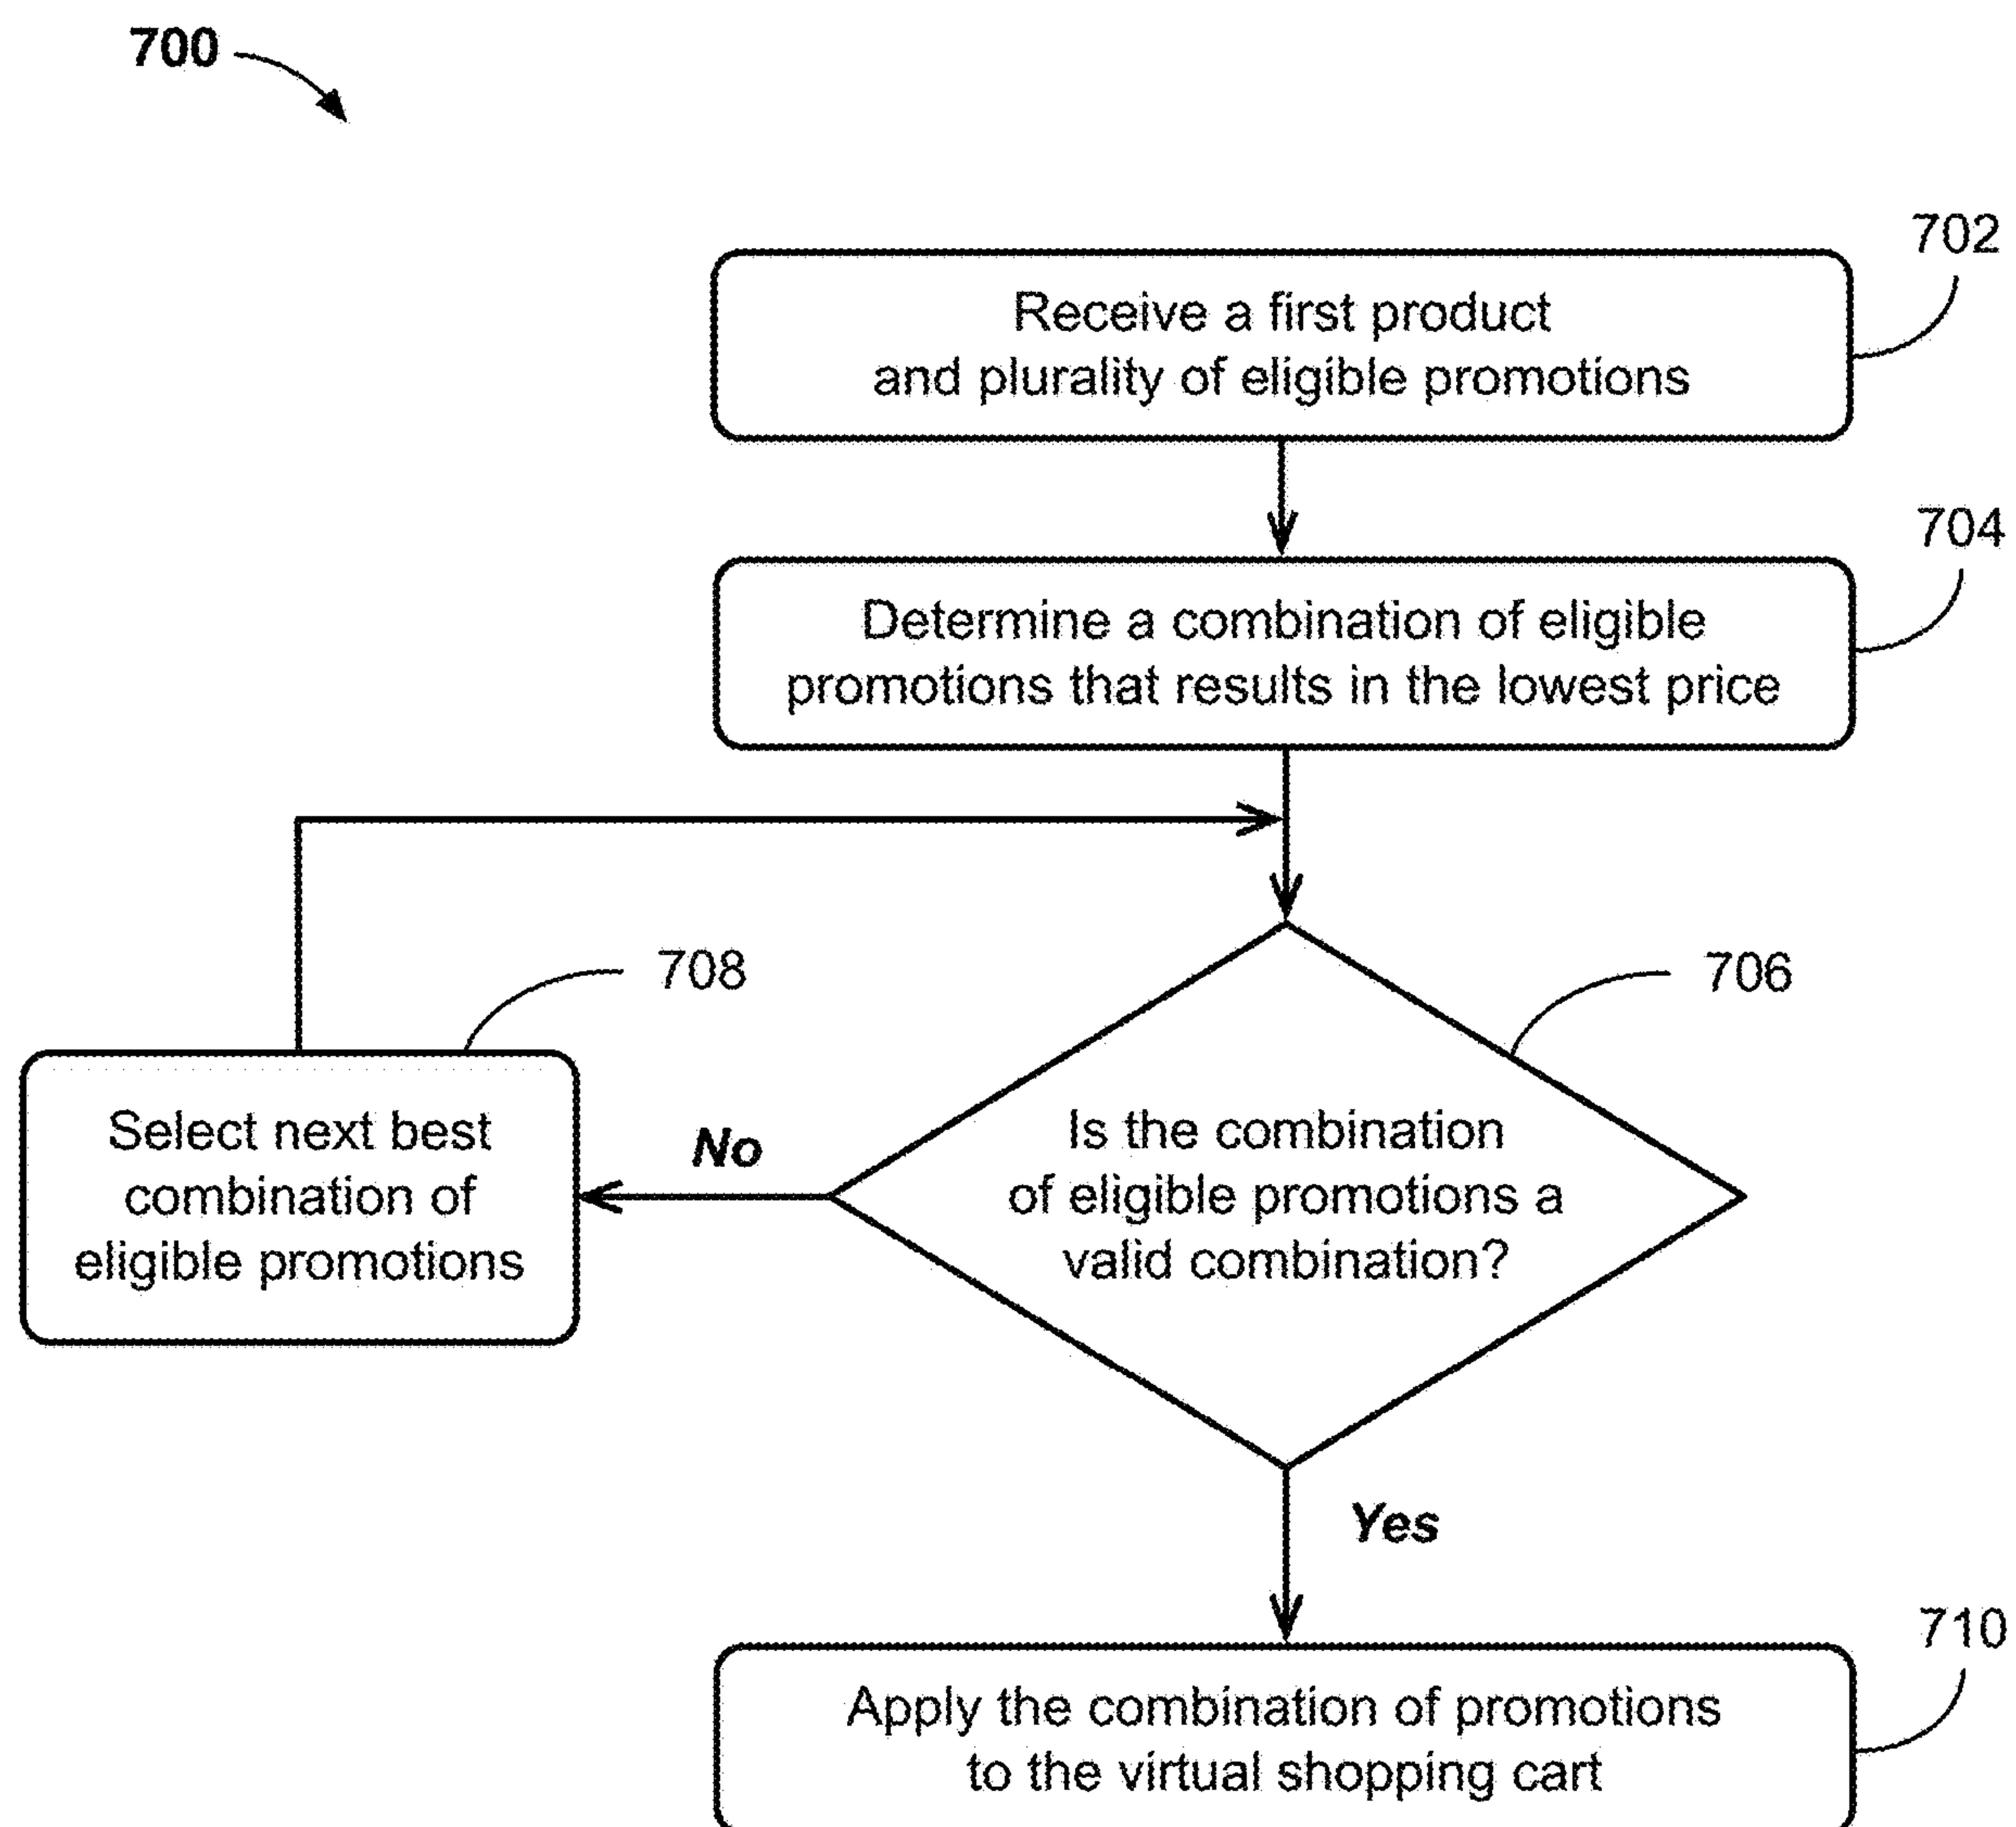 700
702
Receive a first product
and plurality of eligible promotions
704
Determine a combination of eligible
promotions that results in the lowest price
708
706
Select next best
combination of
eligible promotions
No
Is the combination
of eligible promotions a
valid combination?
Yes
710
Apply the combination of promotions
to the virtual shopping cart